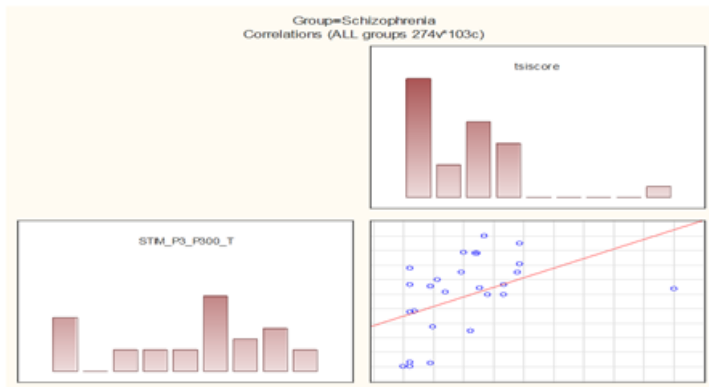 Group=Schizophrenia
Correlations (ALL groups 274v*103c)
tsiscore
STIM_P3_P300_T